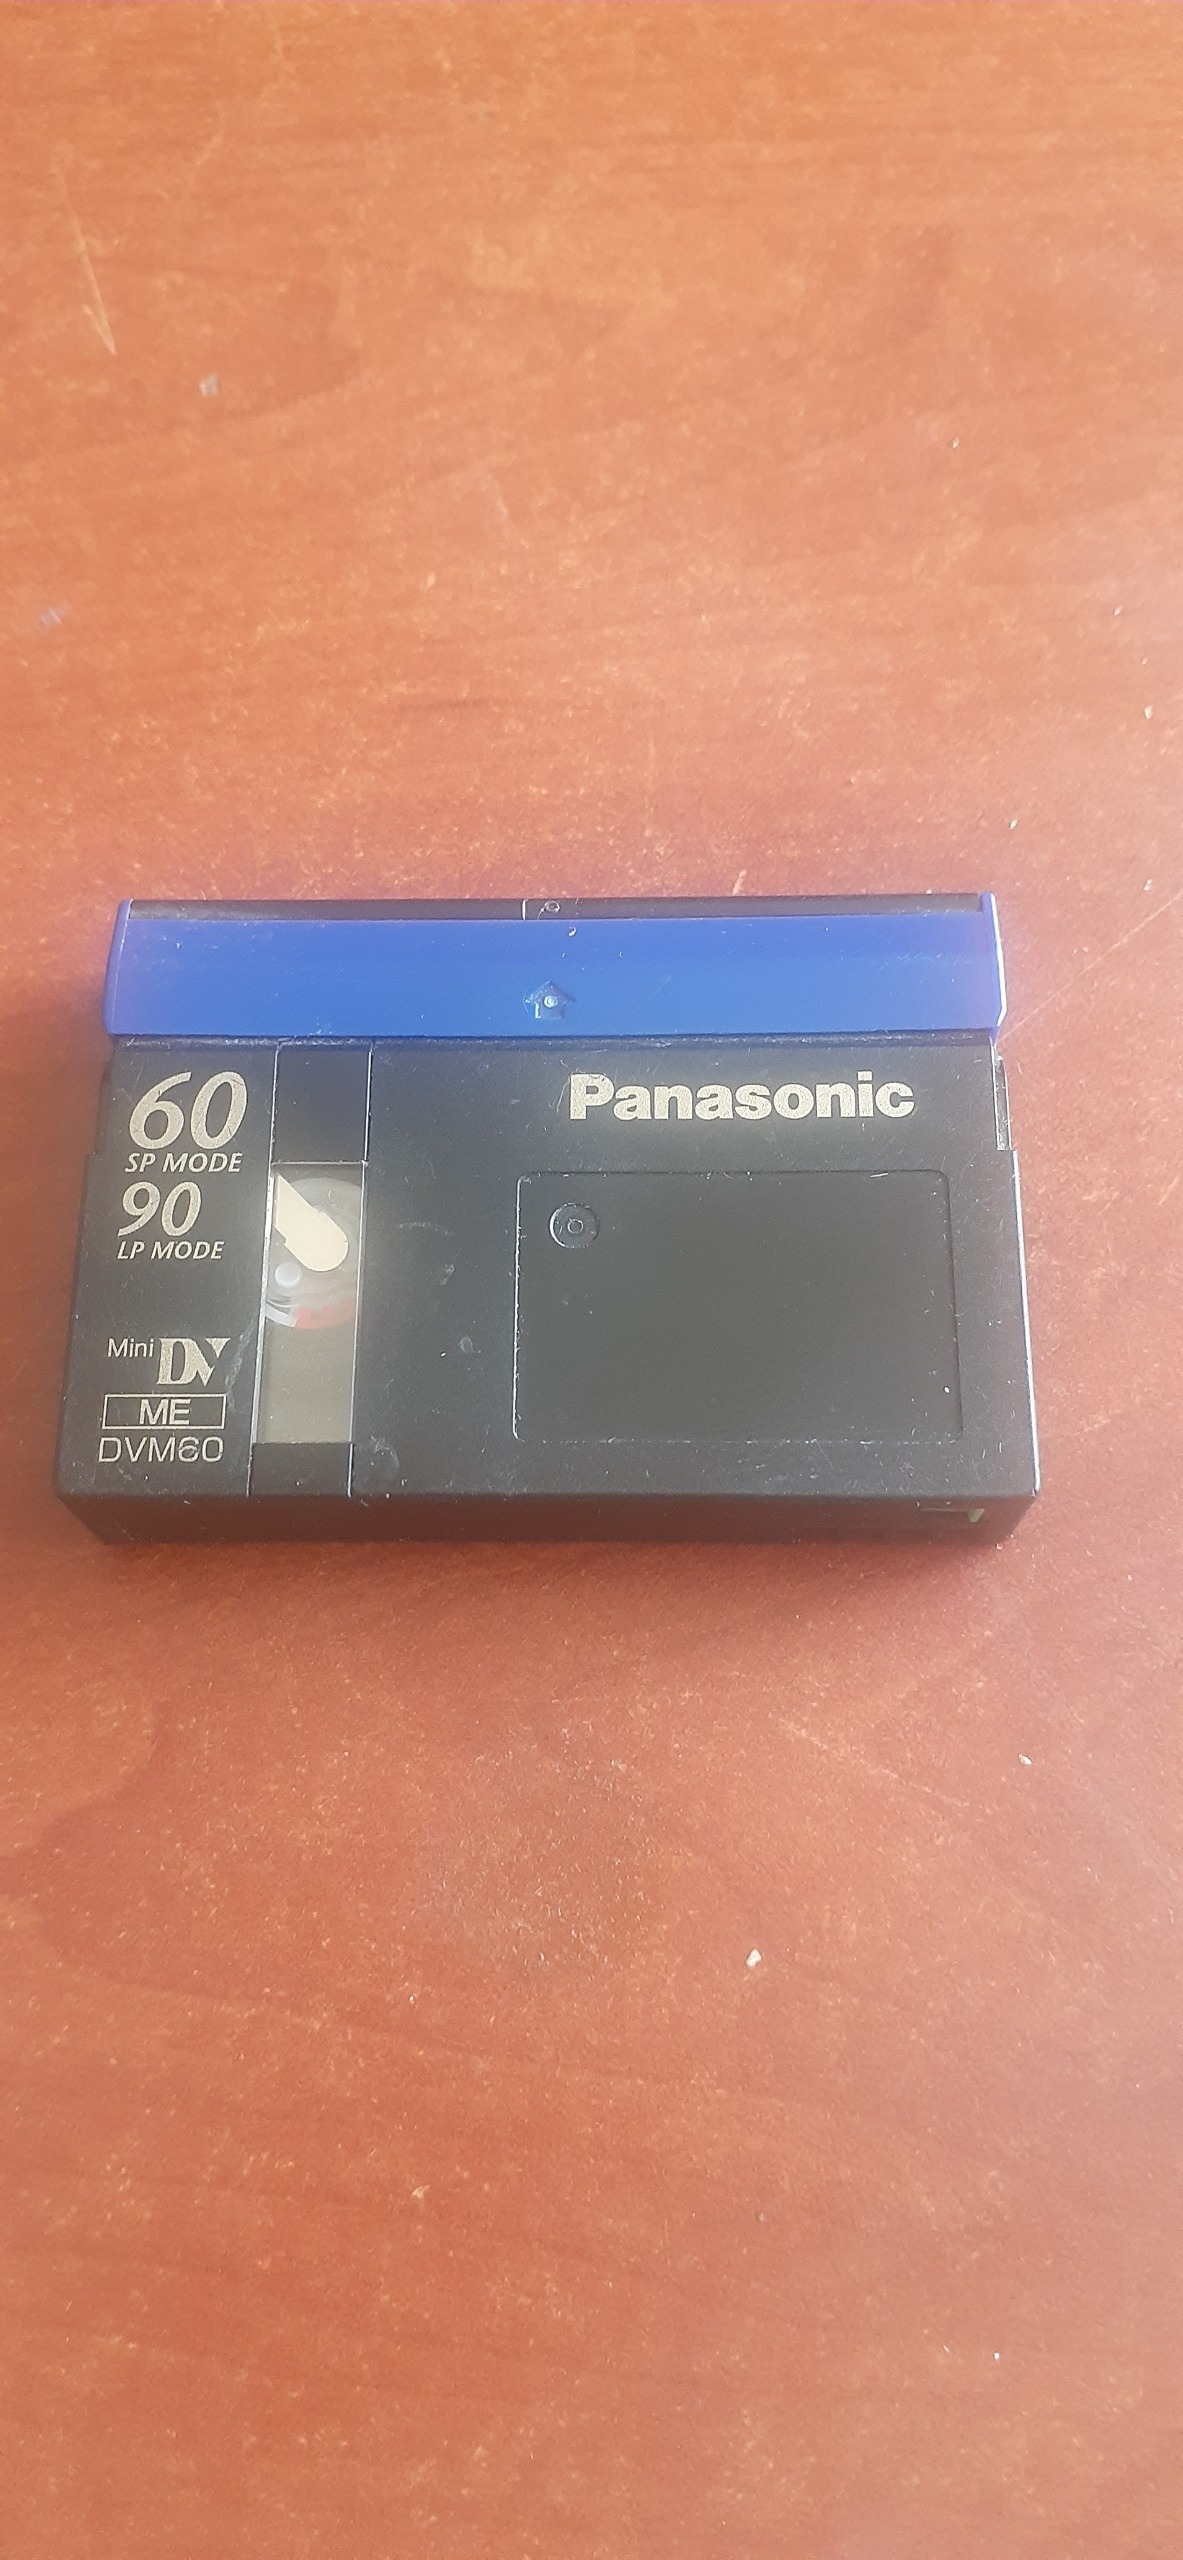 60
SP MODE
90
LP MODE
Mini DV
ME
DVM60
Panasonic